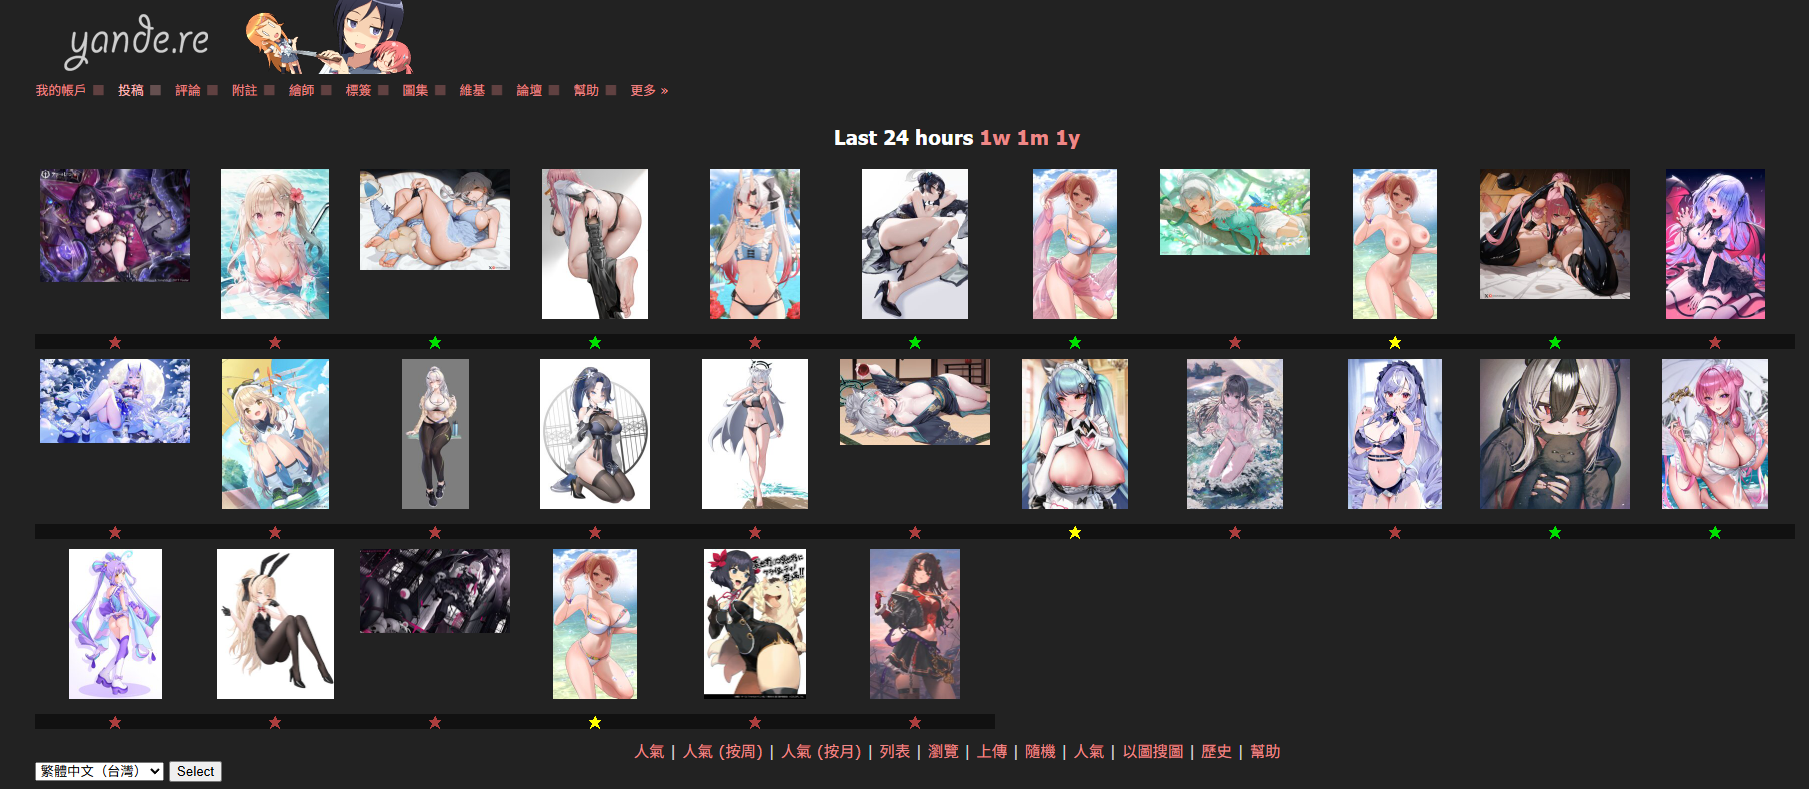 yande.re
我的帳戶 投稿 評論 附註 繪師 標簽 圖集 維基 論壇 幫助 更多 »
Last 24 hours 1w 1m 1y
人氣 | 人氣 (按周) | 人氣 (按月) | 列表 | 瀏覽 | 上傳 | 隨機 | 人氣 | 以圖搜圖 | 歷史 | 幫助
繁體中文（台灣） Select